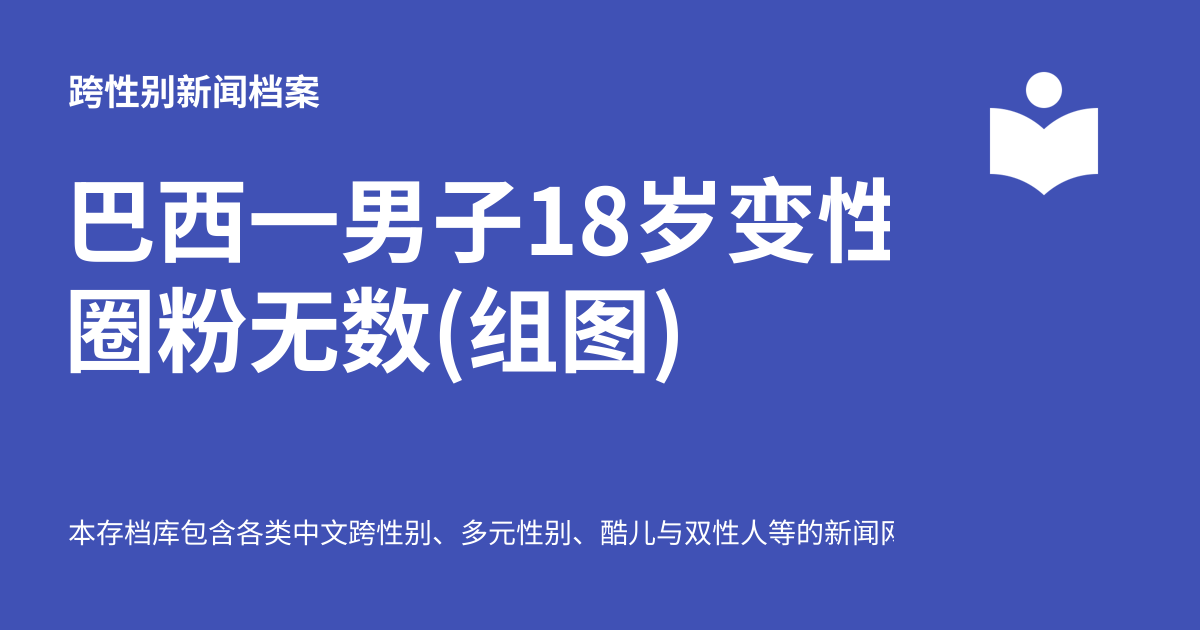 跨性别新闻档案
巴西一男子18岁变性
圈粉无数(组图)
本存档库包含各类中文跨性别、多元性别、酷儿与双性人等的新闻网